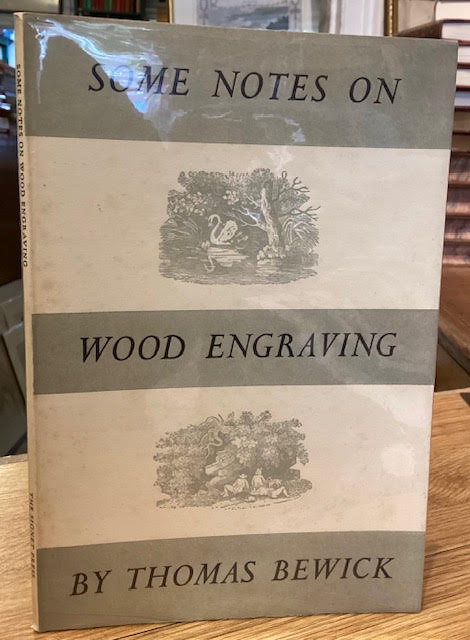 SOME NOTES ON
WOOD ENGRAVING
BY THOMAS BEWICK
SOME NOTES ON WOOD ENGRAVING
THE SIGNET PRESS